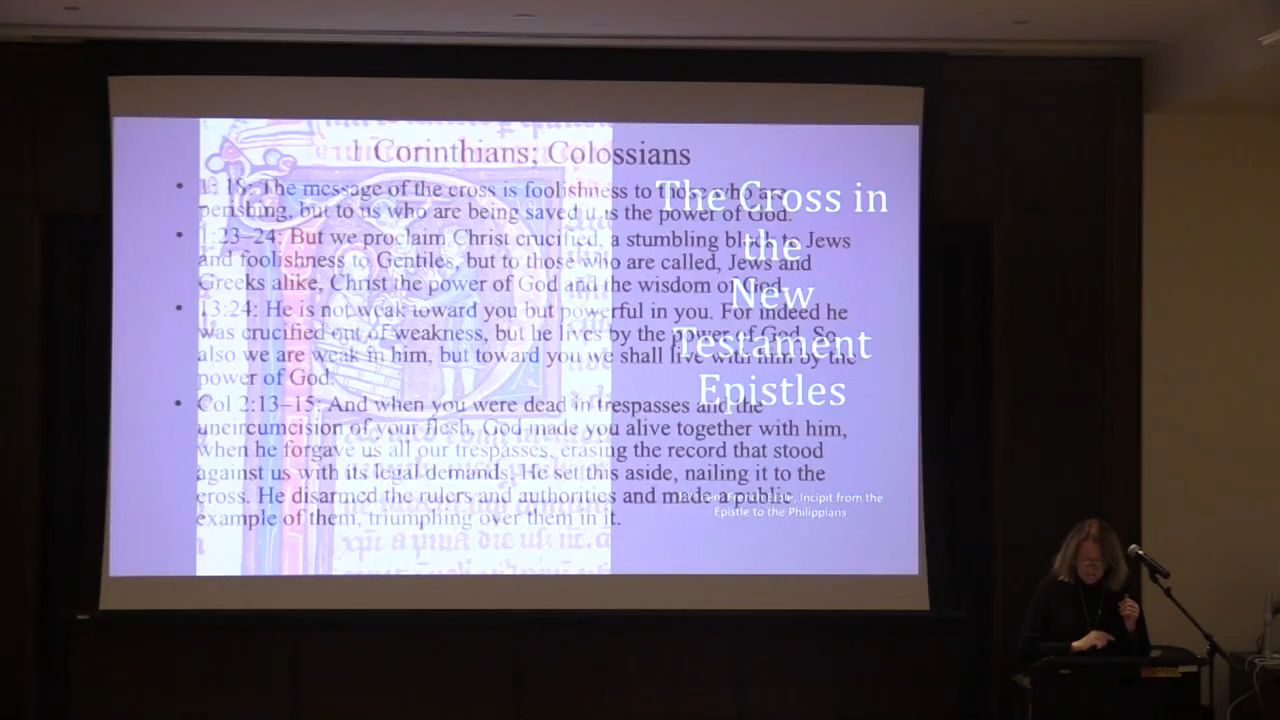 1 Corinthians; Colossians
• 1:18: The message of the cross is foolishness to those who are
perishing, but to us who are being saved it is the power of God.
• 1:23–24: But we proclaim Christ crucified, a stumbling block to Jews
and foolishness to Gentiles, but to those who are called, Jews and
Greeks alike, Christ the power of God and the wisdom of God.
• 13:24: He is not weak toward you but powerful in you. For indeed he
was crucified out of weakness, but he lives by the power of God. So
also we are weak in him, but toward you we shall live with him by the
power of God.
• Col 2:13–15: And when you were dead in trespasses and the
uncircumcision of your flesh, God made you alive together with him,
when he forgave us all our trespasses, erasing the record that stood
against us with its legal demands. He set this aside, nailing it to the
cross. He disarmed the rulers and authorities and made a public
example of them, triumphing over them in it.
The Cross in
the
New
Testament
Epistles
French Bible, Incipit from the
Epistle to the Philippians